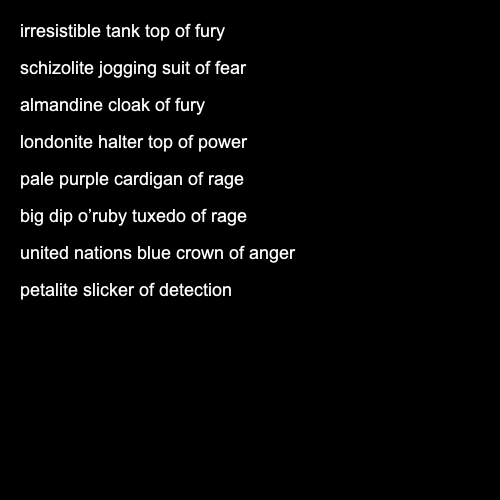 irresistible tank top of fury
schizolite jogging suit of fear
almandine cloak of fury
londonite halter top of power
pale purple cardigan of rage
big dip o’ruby tuxedo of rage
united nations blue crown of anger
petalite slicker of detection